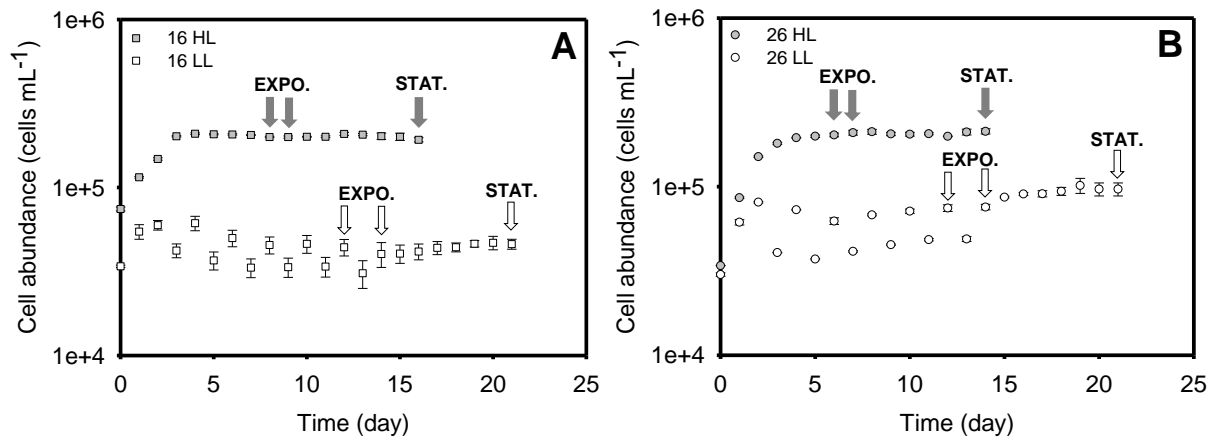 1e+6
1e+5
1e+4
Cell abundance (cells mL-1)
16 HL
16 LL
A
EXPO.
STAT.
EXPO.
STAT.
0 5 10 15 20 25
Time (day)
1e+6
1e+5
1e+4
Cell abundance (cells mL-1)
26 HL
26 LL
B
EXPO.
STAT.
EXPO.
STAT.
0 5 10 15 20 25
Time (day)